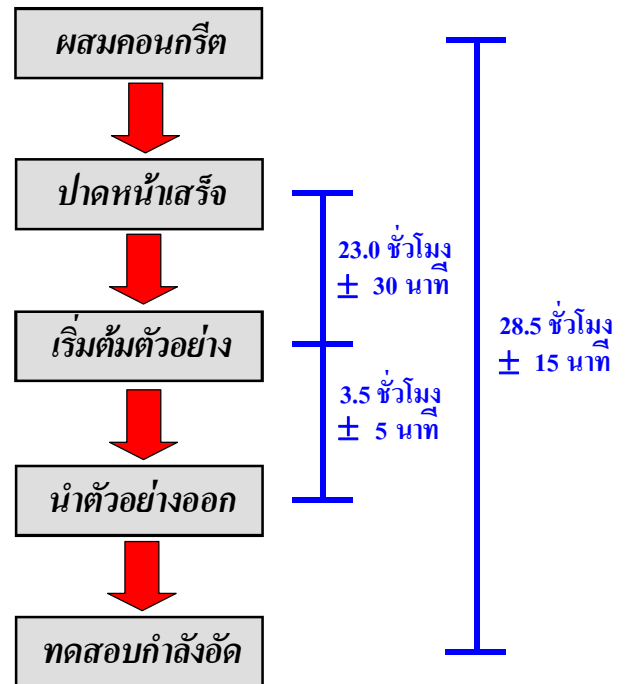 ผสมคอนกรีต
ปาดหน้าเสร็จ
23.0 ชั่วโมง
± 30 นาที
เริ่มต้มตัวอย่าง
28.5 ชั่วโมง
± 15 นาที
3.5 ชั่วโมง
± 5 นาที
นำตัวอย่างออก
ทดสอบกำลังอัด